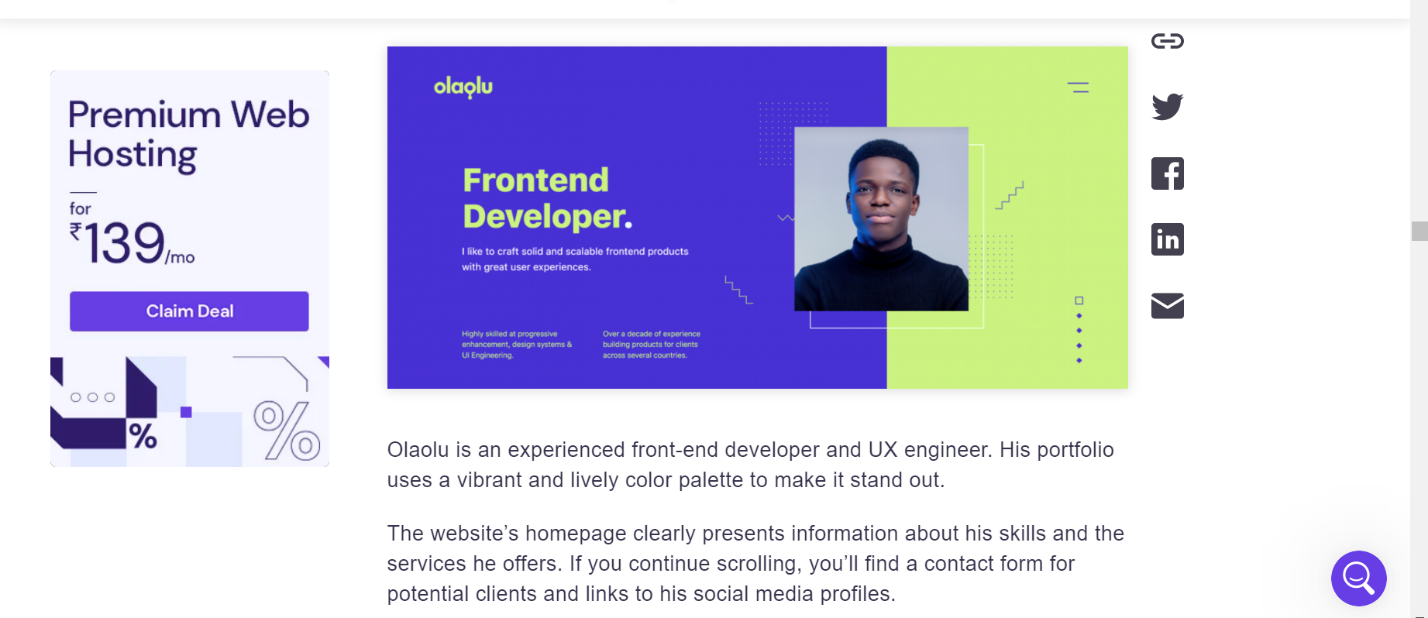 Premium Web
Hosting
for
₹139/mo
Claim Deal
%
%
olaolu
Frontend
Developer.
I like to craft solid and scalable frontend products
with great user experiences.
Highly skilled at progressive
enhancement, design systems &
UI Engineering.
Over a decade of experience
building products for clients
across several countries.
in
Olaolu is an experienced front-end developer and UX engineer. His portfolio
uses a vibrant and lively color palette to make it stand out.
The website’s homepage clearly presents information about his skills and the
services he offers. If you continue scrolling, you’ll find a contact form for
potential clients and links to his social media profiles.